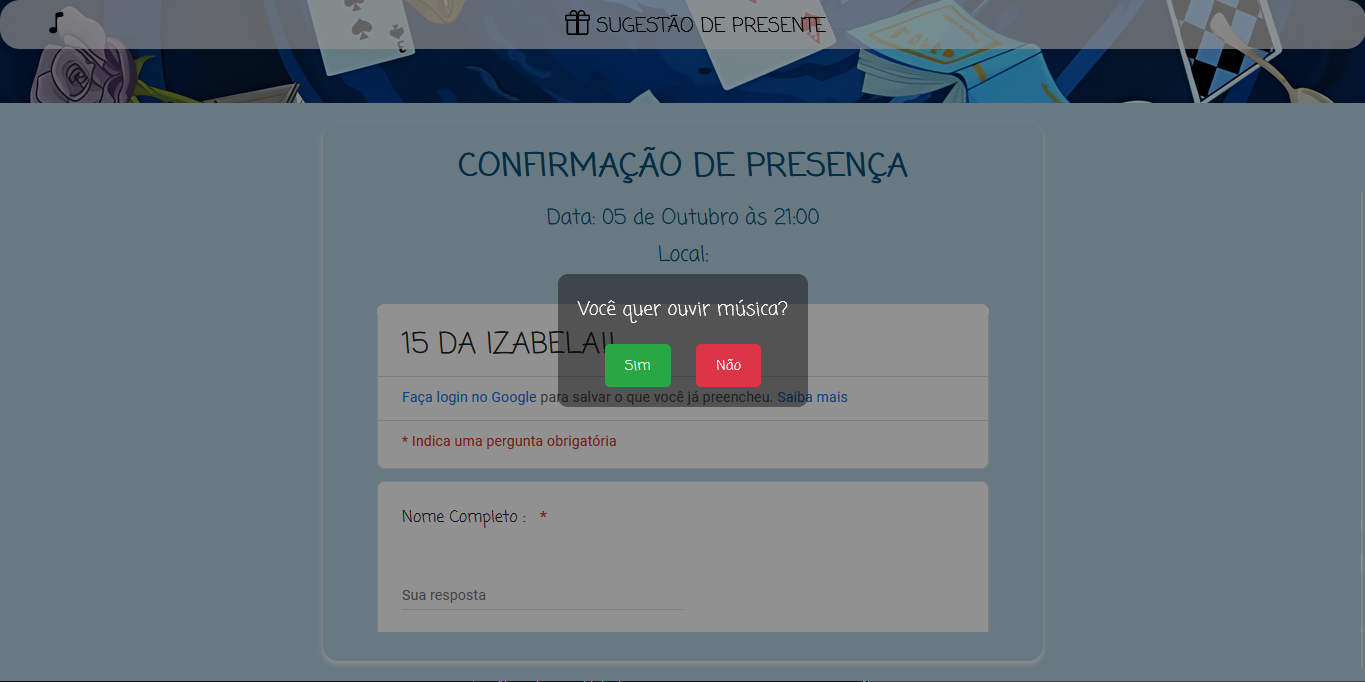 SUGESTÃO DE PRESENTE
CONFIRMAÇÃO DE PRESENÇA
Data: 05 de Outubro às 21:00
Local:
Você quer ouvir música?
15 DA IZABELA!!
Sim
Não
Faça login no Google para salvar o que você já preencheu. Saiba mais
* Indica uma pergunta obrigatória
Nome Completo : *
Sua resposta